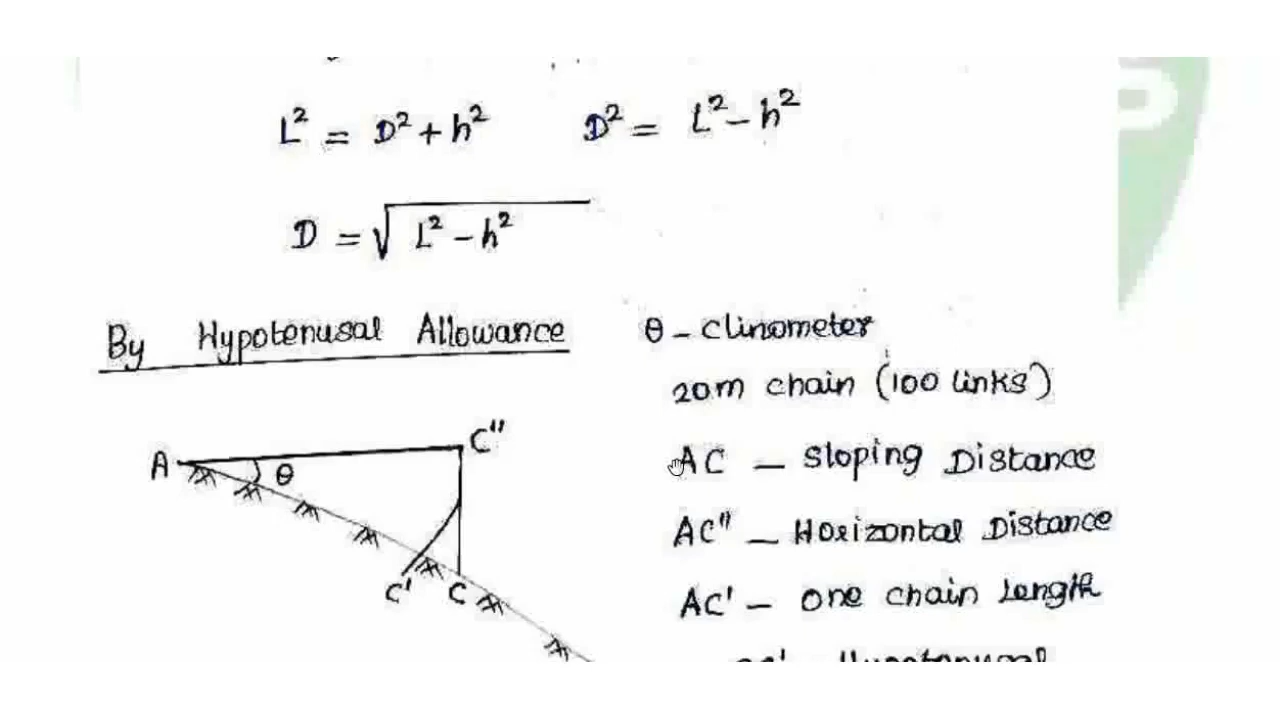 L² = D² + h² D² = L² - h²
D = √L² - h²
By Hypotenusal Allowance
θ - Clinometer
20m chain (100 links)
AC - Sloping Distance
AC" - Horizontal Distance
AC' - one chain Length
Hypotenusal
A θ C"
C' C